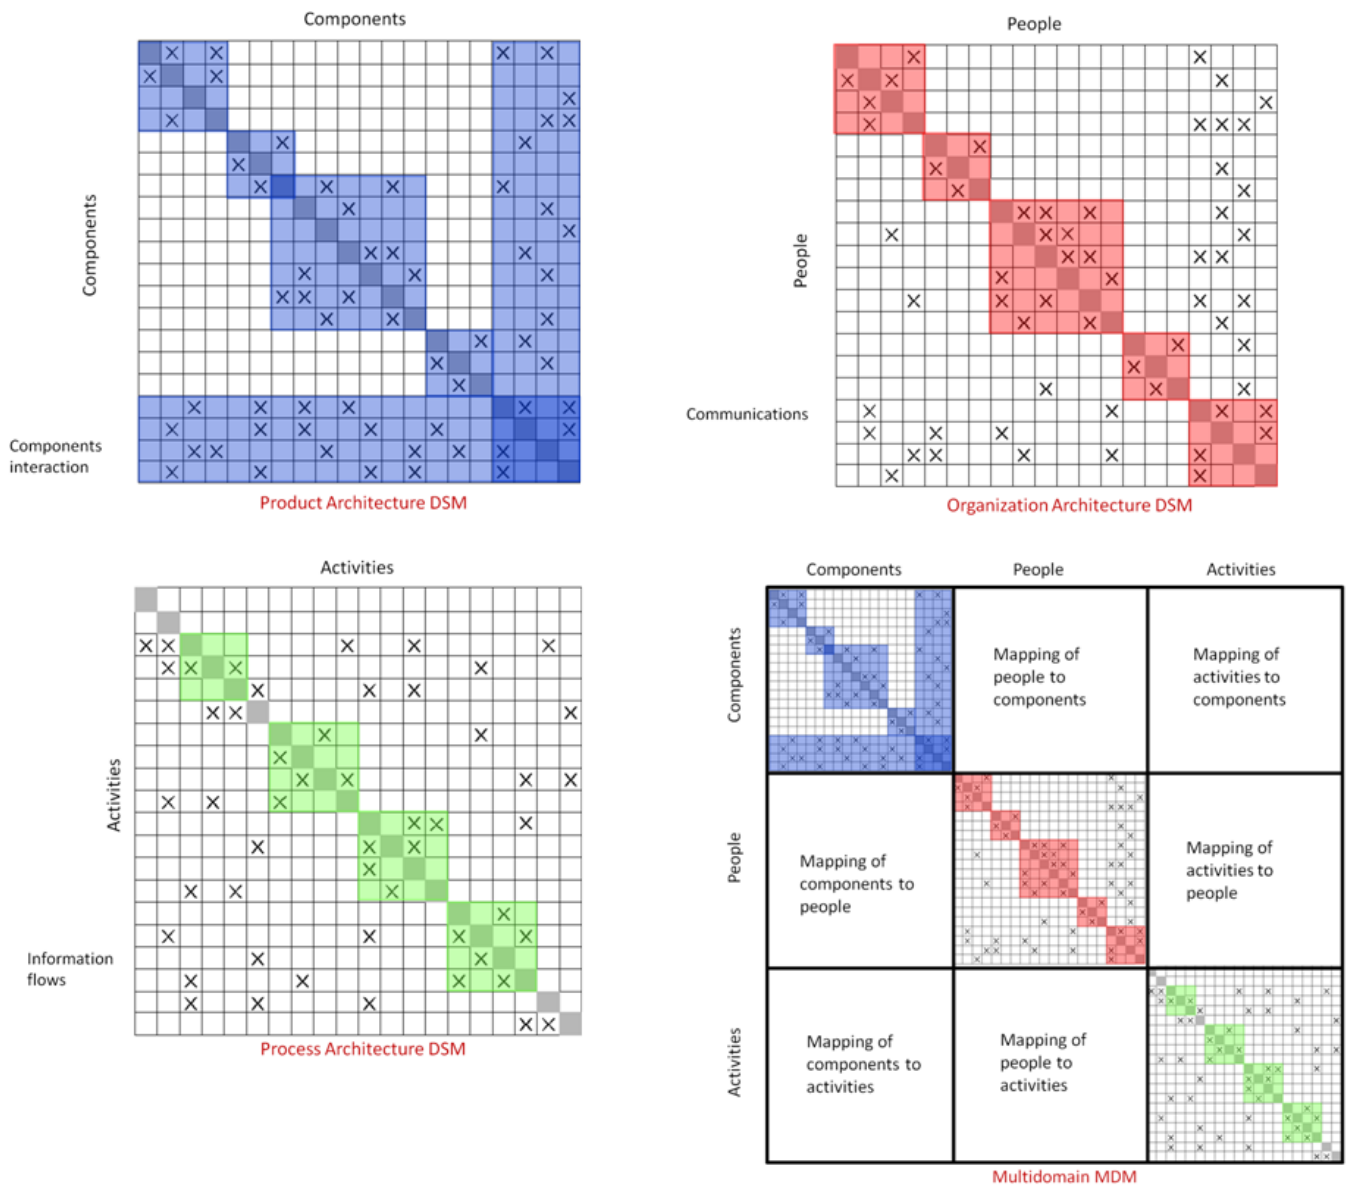 Components
Components
Components
interaction
Product Architecture DSM
People
People
Communications
Organization Architecture DSM
Activities
Activities
Information
flows
Process Architecture DSM
Components
People
Activities
Components
Mapping of
people to
components
Mapping of
activities to
components
People
Mapping of
components to
people
Mapping of
activities to
people
Activities
Mapping of
components to
activities
Mapping of
people to
activities
Multidomain MDM